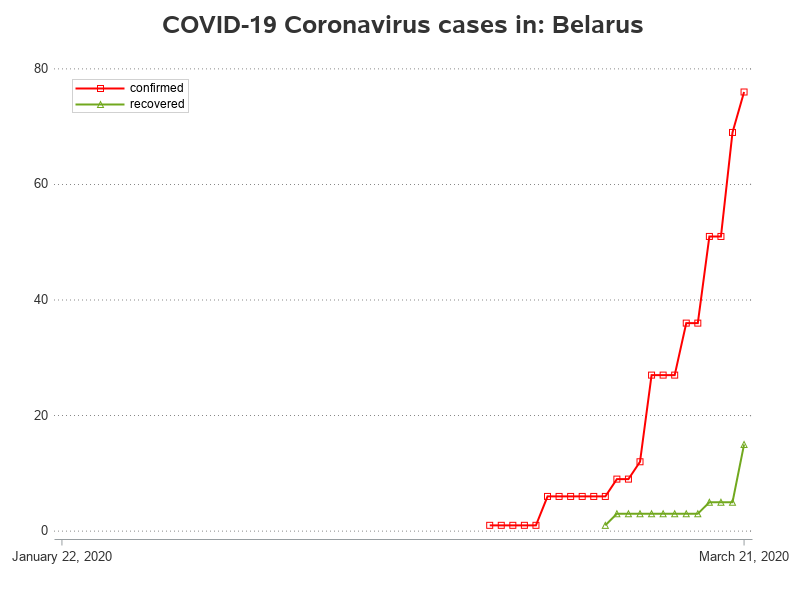 COVID-19 Coronavirus cases in: Belarus
80
confirmed
recovered
60
40
20
0
January 22, 2020
March 21, 2020